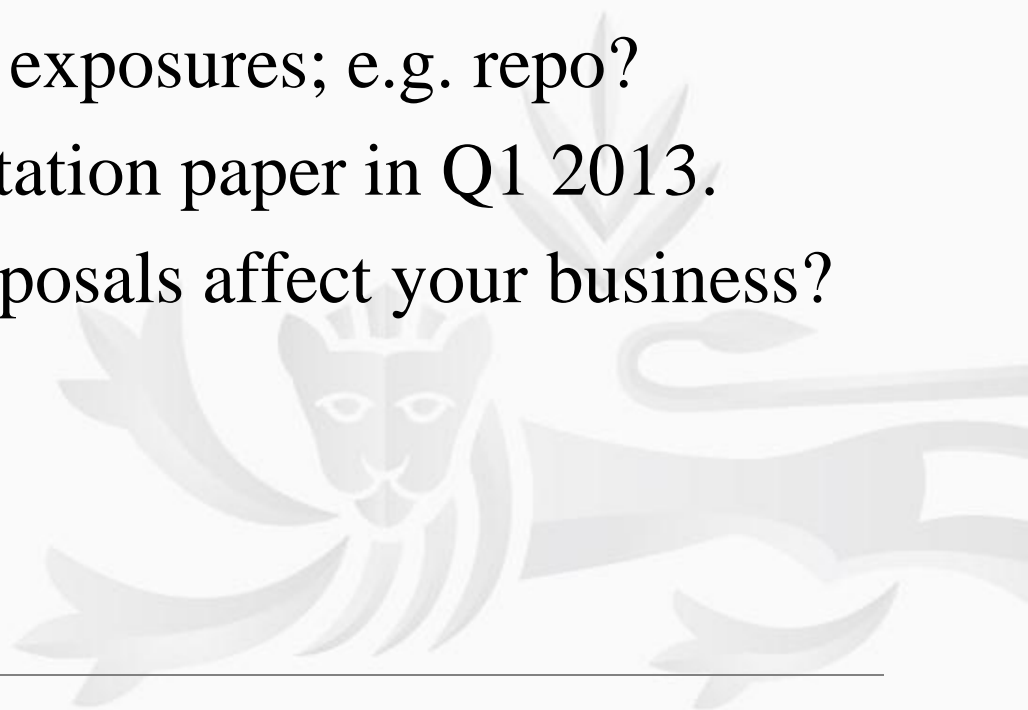 exposures; e.g. repo?
tation paper in Q1 2013.
posals affect your business?